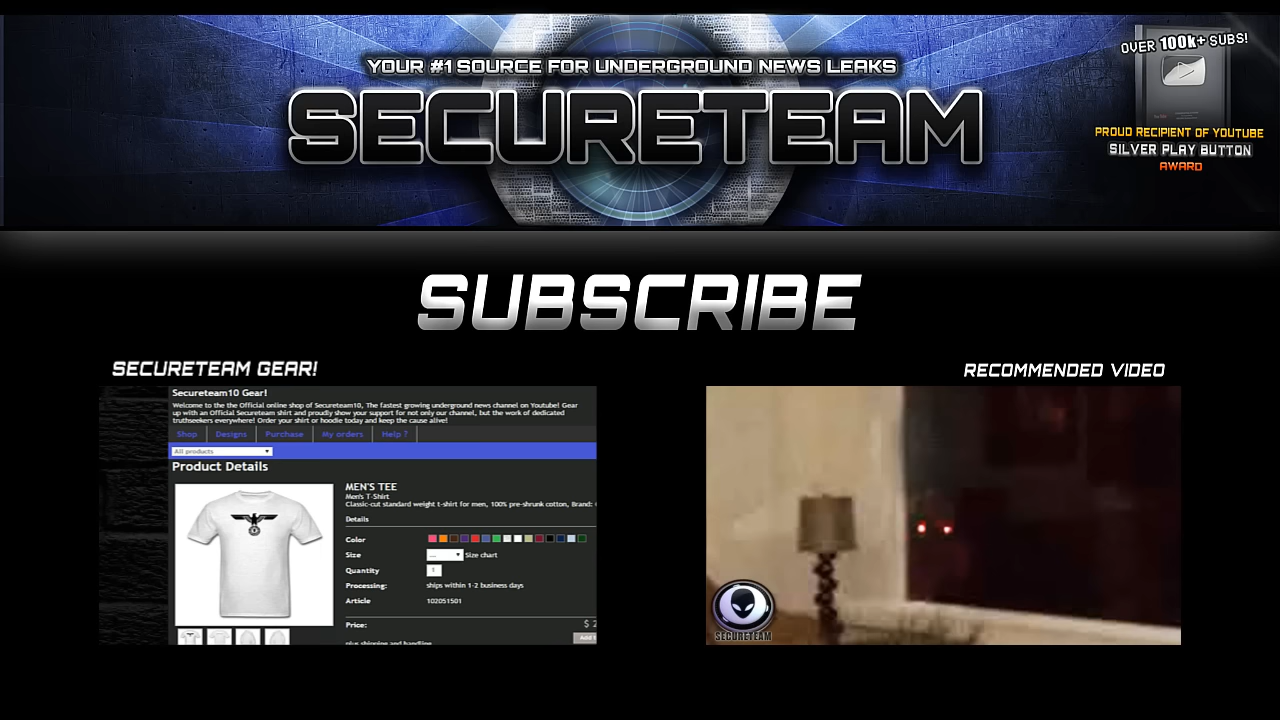 YOUR #1 SOURCE FOR UNDERGROUND NEWS LEAKS
SECURETEAM
OVER 100k+ SUBS!
PROUD RECIPIENT OF YOUTUBE
SILVER PLAY BUTTON
AWARD
SUBSCRIBE
SECURETEAM GEAR!
Secureteam10 Gear!
Welcome to the the Official online shop of Secureteam10, The fastest growing underground news channel on Youtube! Gear
up with an Official Secureteam shirt and proudly show your support for not only our channel, but the work of dedicated
truthseekers everywhere! Order your shirt or hoodie today and keep the cause alive!
Shop Designs Purchase My orders Help ?
All products
Product Details
MEN'S TEE
Men's T-Shirt
Classic-cut standard weight t-shirt for men, 100% pre-shrunk cotton, Brand:
Details
Color
Size Size chart
Quantity 1
Processing: ships within 1-2 business days
Article 102051501
Price: $ 2
plus shipping and handling
Add t
RECOMMENDED VIDEO
SECURETEAM